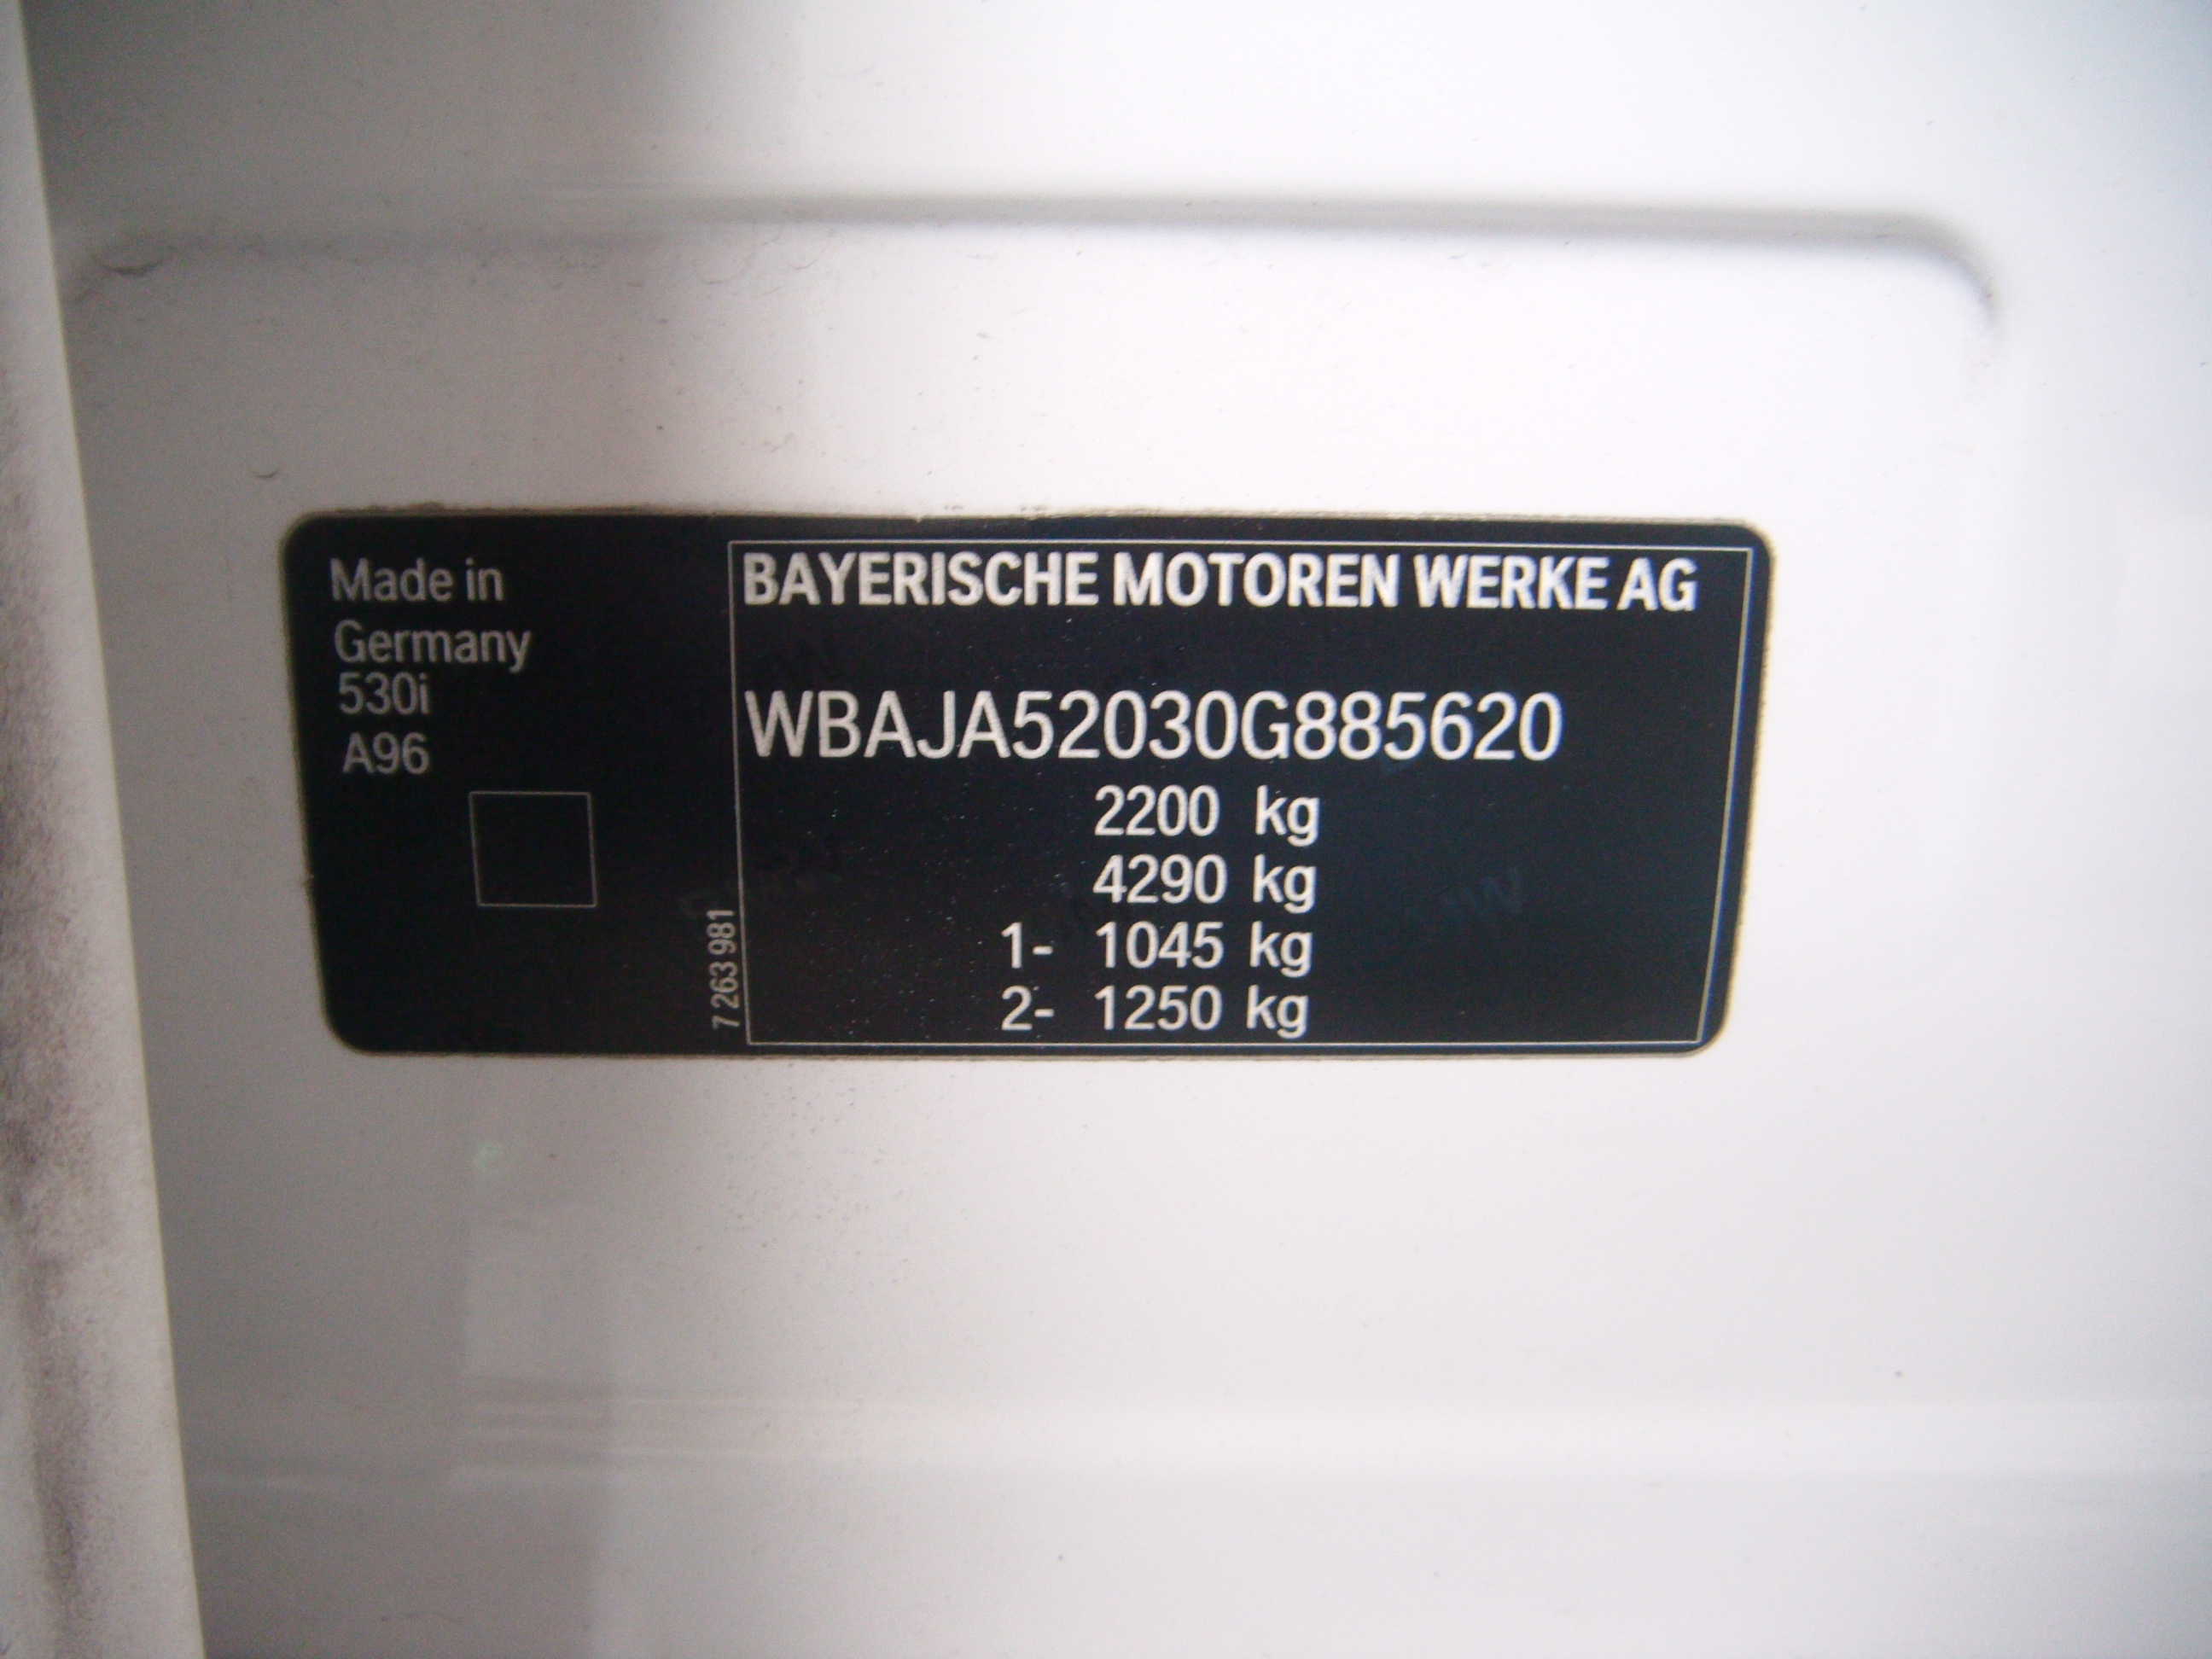 Made in
Germany
530i
A96
7 263 981
BAYERISCHE MOTOREN WERKE AG
WBAJA52030G885620
2200 kg
4290 kg
1- 1045 kg
2- 1250 kg